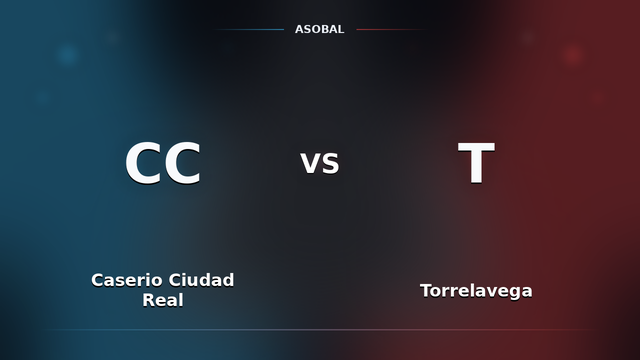 ASOBAL
CC
VS
T
Caserio Ciudad
Real
Torrelavega